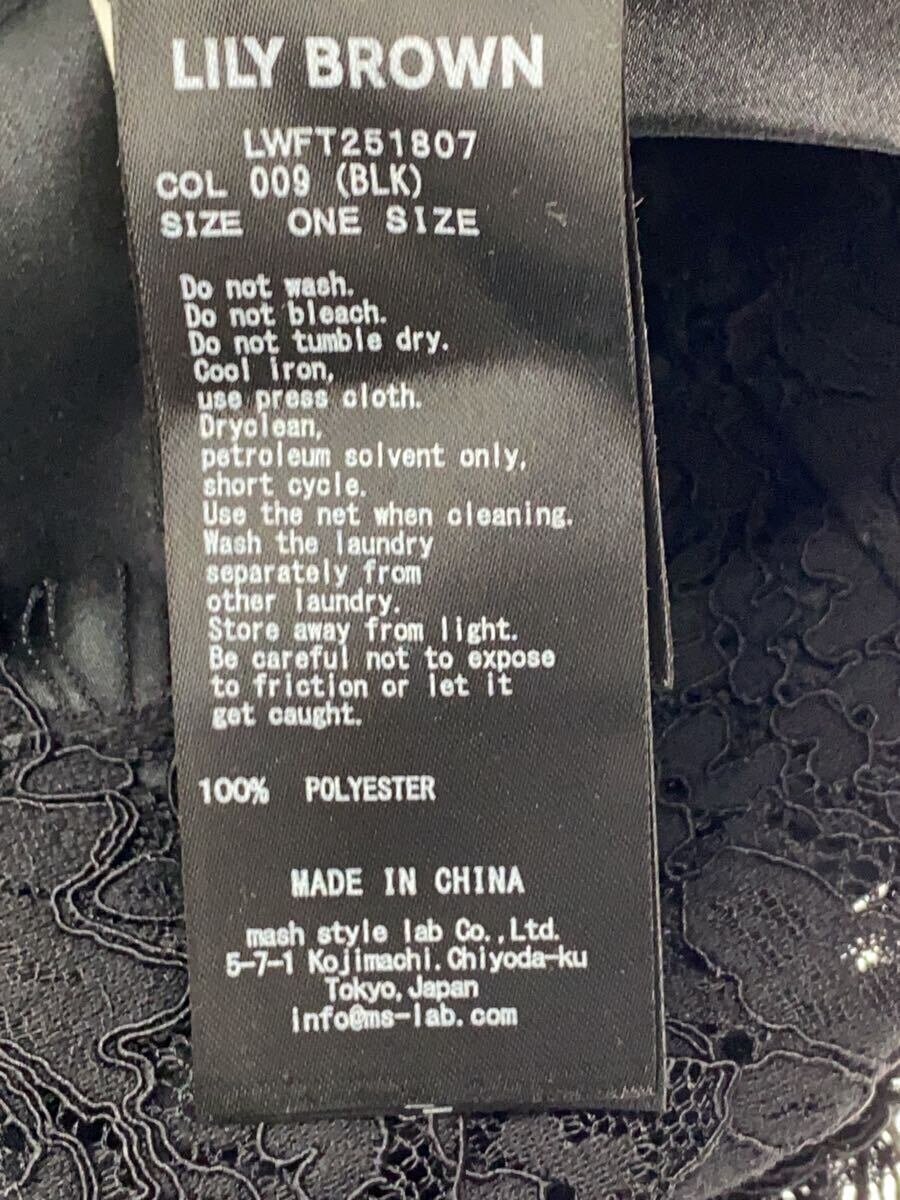 LILY BROWN
LWFT251807
COL 009 (BLK)
SIZE ONE SIZE
Do not wash.
Do not bleach.
Do not tumble dry.
Cool iron,
use press cloth.
Dryclean,
petroleum solvent only,
short cycle.
Use the net when cleaning.
Wash the laundry
separately from
other laundry.
Store away from light.
Be careful not to expose
to friction or let it
get caught.
100% POLYESTER
MADE IN CHINA
mash style lab Co.,Ltd.
5-7-1 Kojimachi.Chiyoda-ku
Tokyo,Japan
info@ms-lab.com